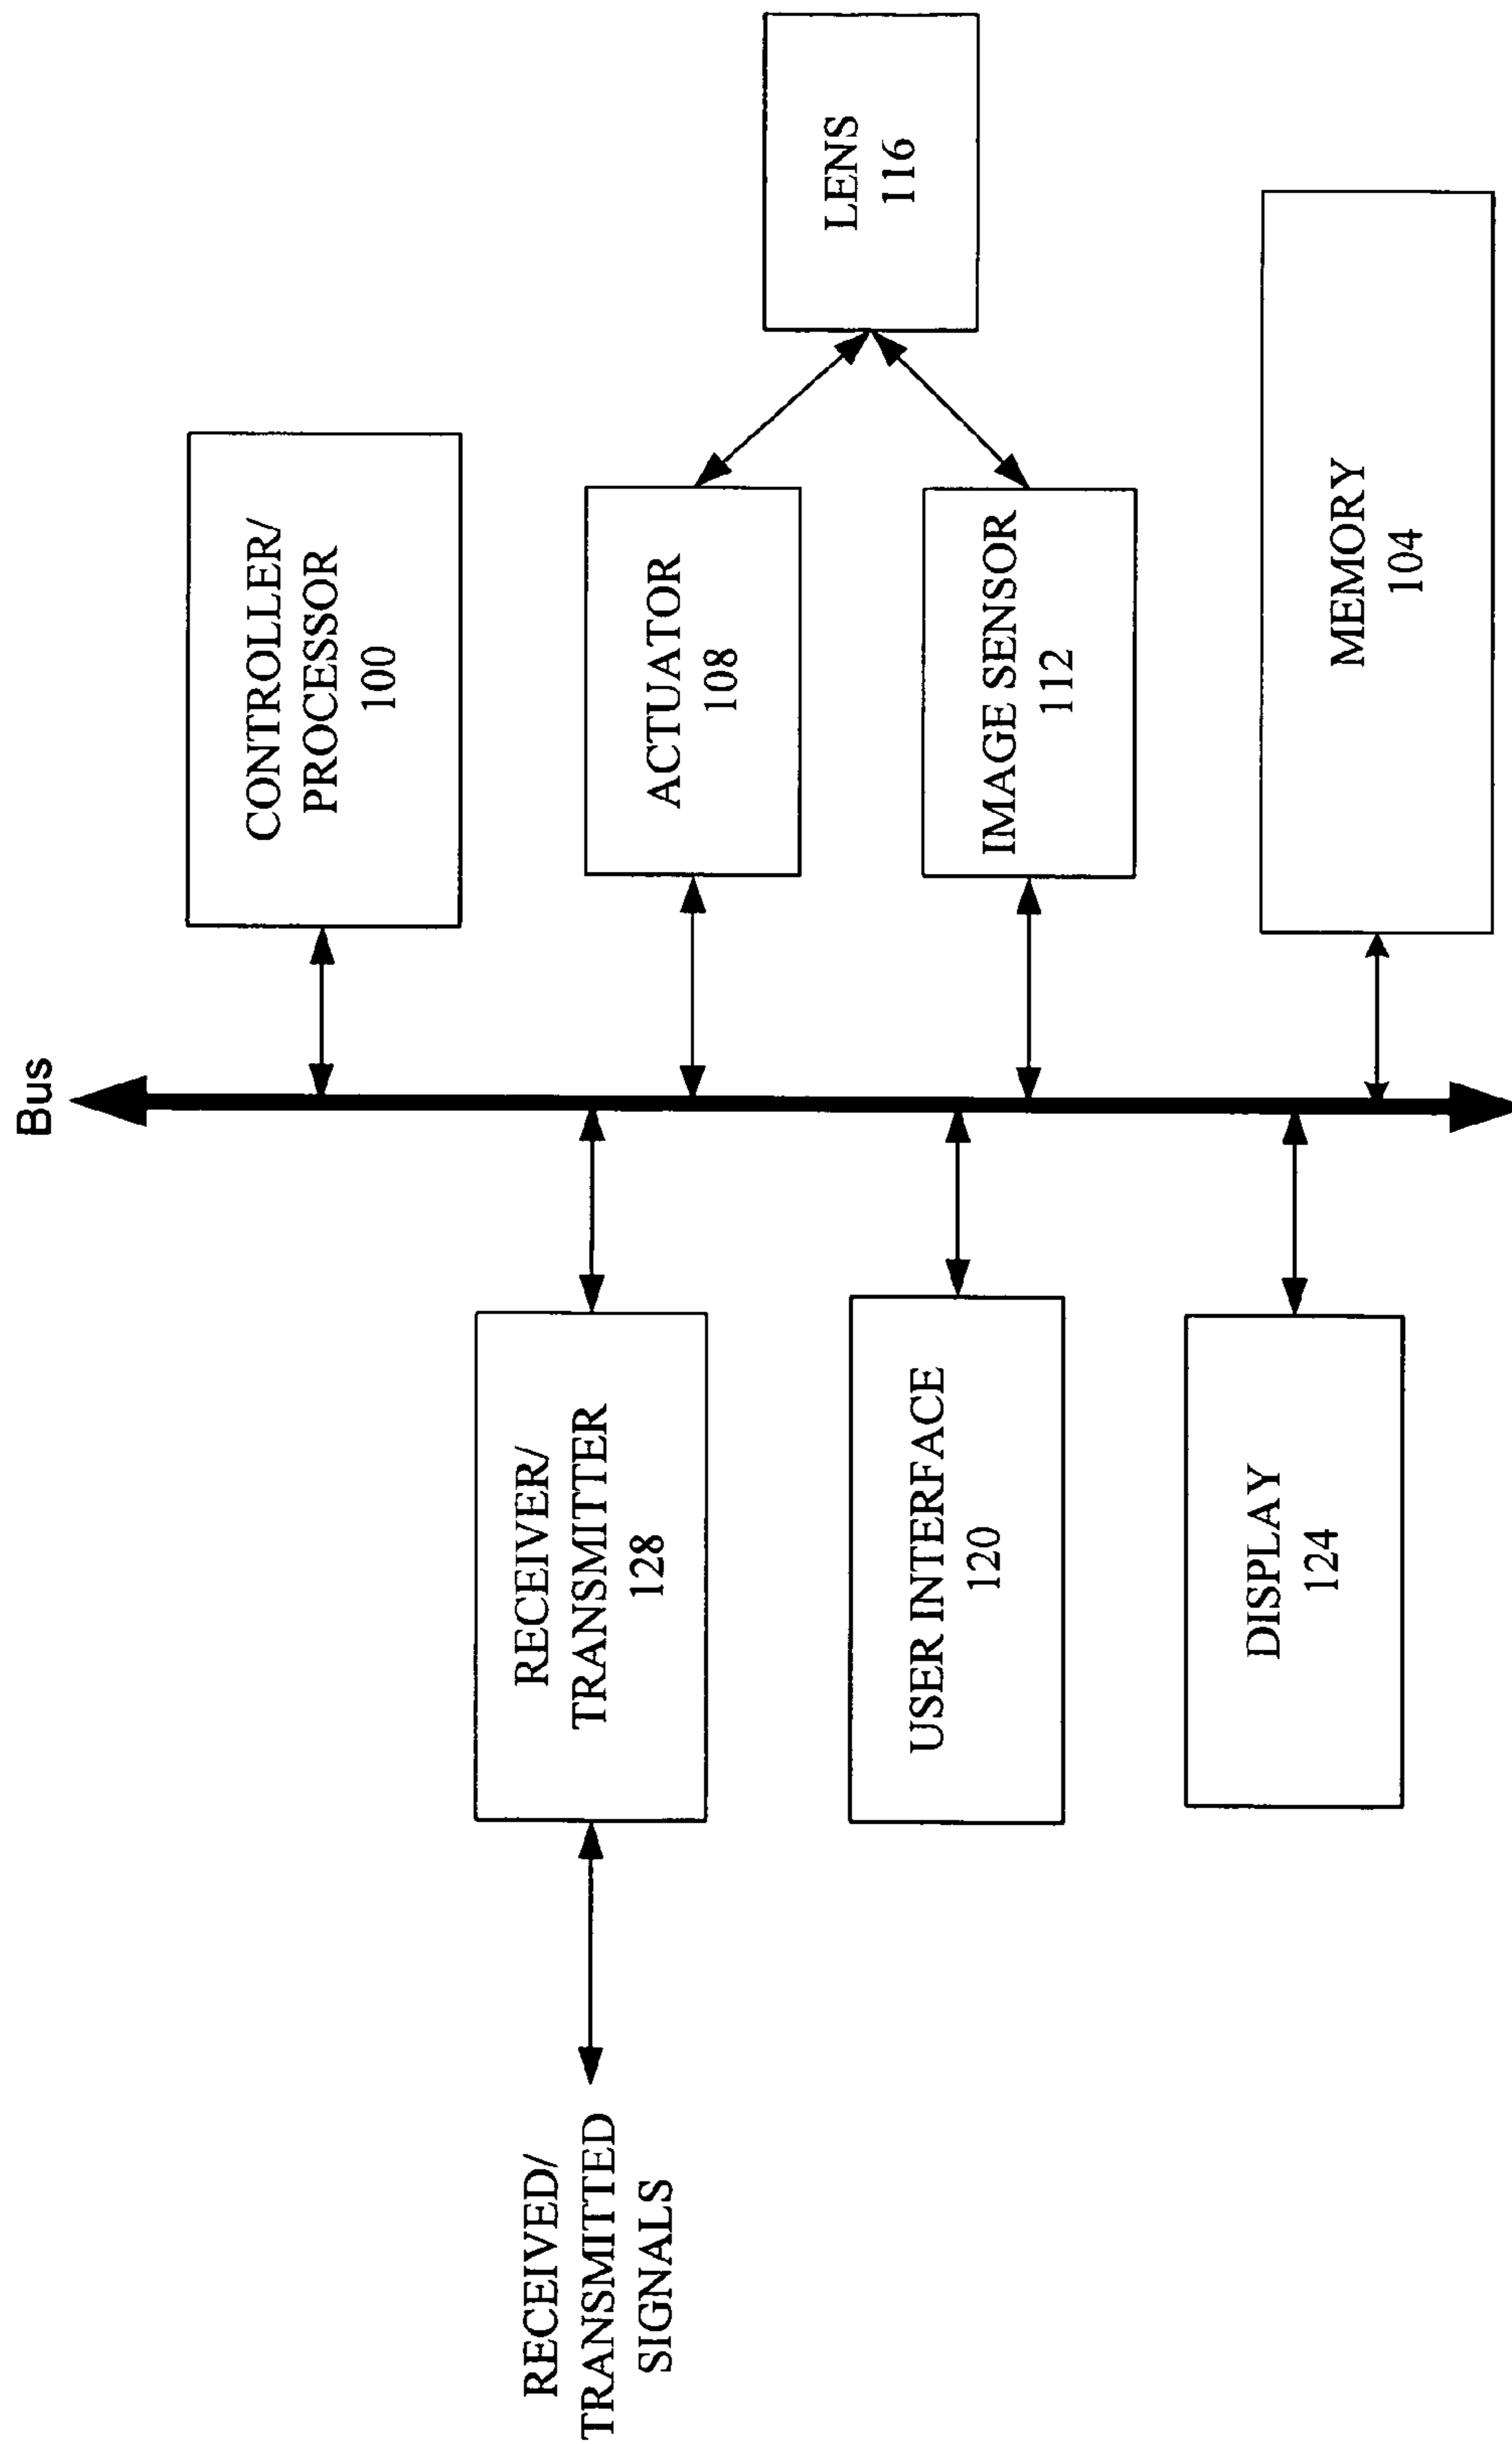 Bus
RECEIVED/
TRANSMITTED
SIGNALS
RECEIVER/
TRANSMITTER
128
CONTROLLER/
PROCESSOR
100
USER INTERFACE
120
ACTUATOR
108
LENS
116
IMAGE SENSOR
112
DISPLAY
124
MEMORY
104